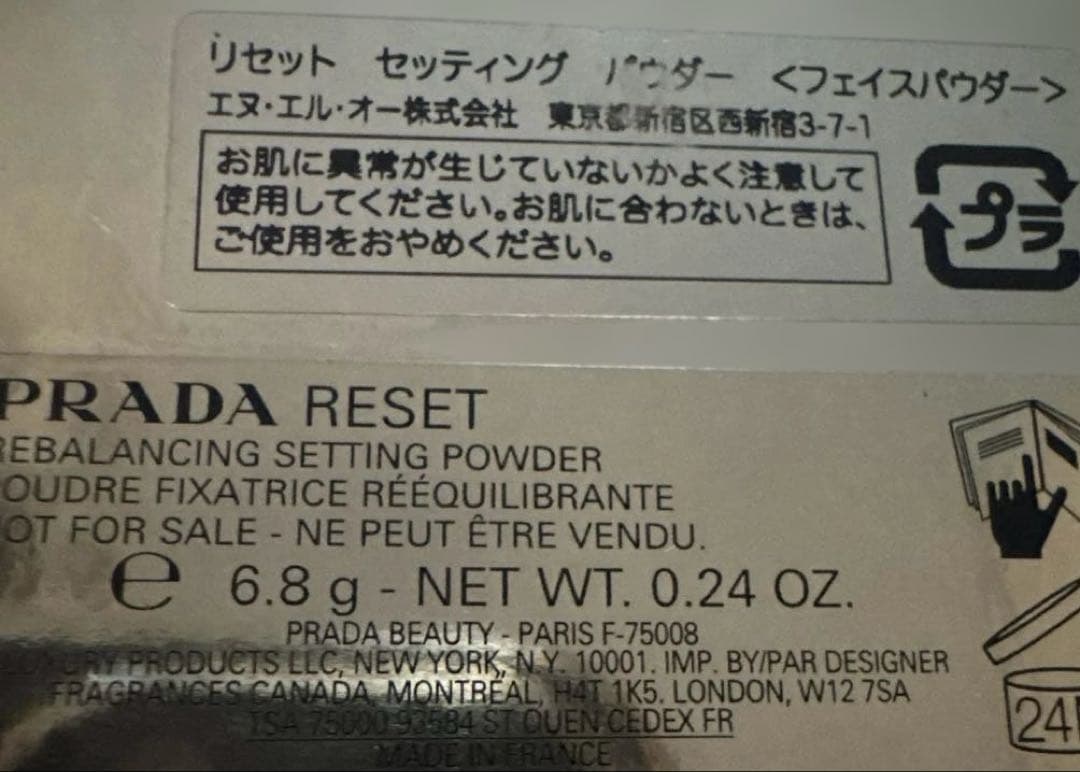 リセット セッティング パウダー <フェイスパウダー>
エヌ・エル・オー株式会社 東京都新宿区西新宿3-7-1
お肌に異常が生じていないかよく注意して
使用してください。お肌に合わないときは、
ご使用をおやめください。
プラ
PRADA RESET
REBALANCING SETTING POWDER
OUDRE FIXATRICE RÉÉQUILIBRANTE
OT FOR SALE - NE PEUT ÊTRE VENDU.
e 6.8 g - NET WT. 0.24 OZ.
PRADA BEAUTY - PARIS F-75008
PRODUCTS LLC, NEW YORK, N.Y. 10001. IMP. BY/PAR DESIGNER
FRAGRANCES CANADA, MONTRÉAL, H4T 1K5. LONDON, W12 7SA
TSA 75000 93584 ST OUEN CEDEX FR
MADE IN FRANCE
24